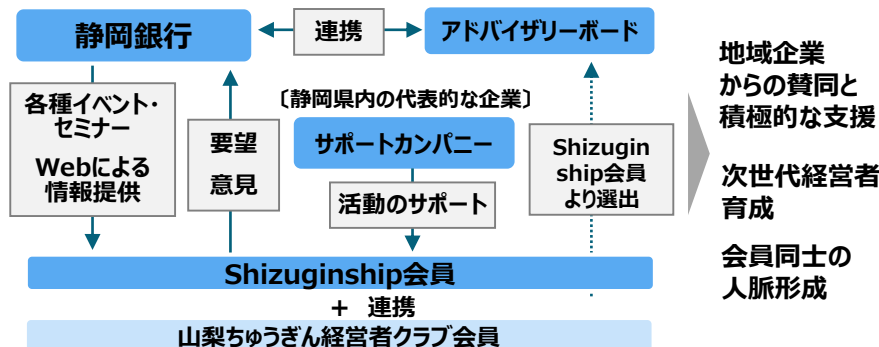 静岡銀行
連携
アドバイザリーボード
各種イベント・
セミナー
Webによる
情報提供
要望
意見
〔静岡県内の代表的な企業〕
サポートカンパニー
活動のサポート
Shizugin
ship会員
より選出
Shizuginship会員
+ 連携
山梨ちゅうぎん経営者クラブ会員
地域企業
からの賛同と
積極的な支援
次世代経営者
育成
会員同士の
人脈形成